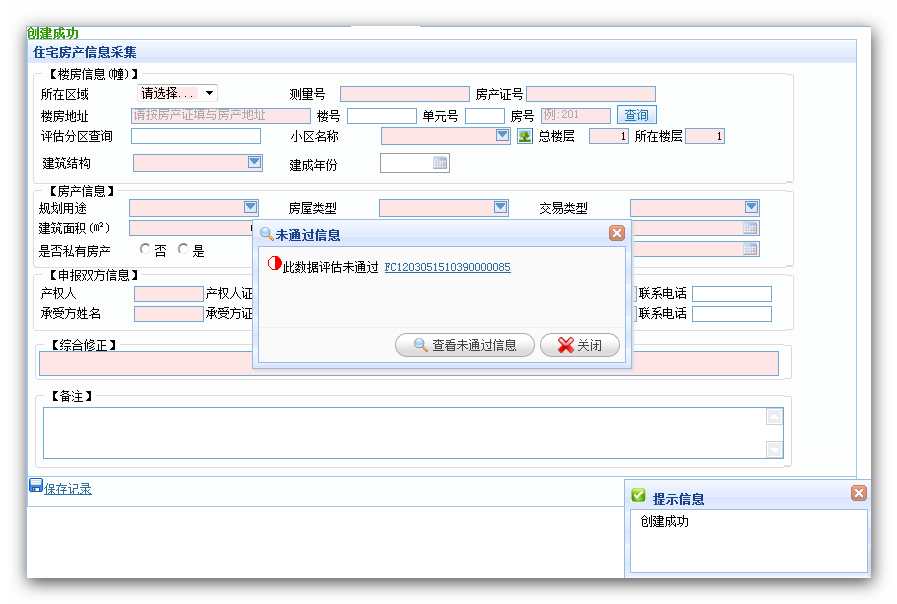 创建成功
住宅房产信息采集
【楼房信息(幢)】
所在区域 请选择... 测量号 房产证号
楼房地址 请按房产证填与房产地址 楼号 单元号 房号 例:201 查询
评估分区查询 小区名称 总楼层 1 所在楼层 1
建筑结构 建成年份
【房产信息】
规划用途 房屋类型 交易类型
建筑面积(㎡)
是否私有房产 否 是
未通过信息
此数据评估未通过 FC1203051510390000085
查看未通过信息 关闭
【申报双方信息】
产权人 产权人证 联系电话
承受方姓名 承受方证 联系电话
【综合修正】
【备注】
保存记录
提示信息
创建成功